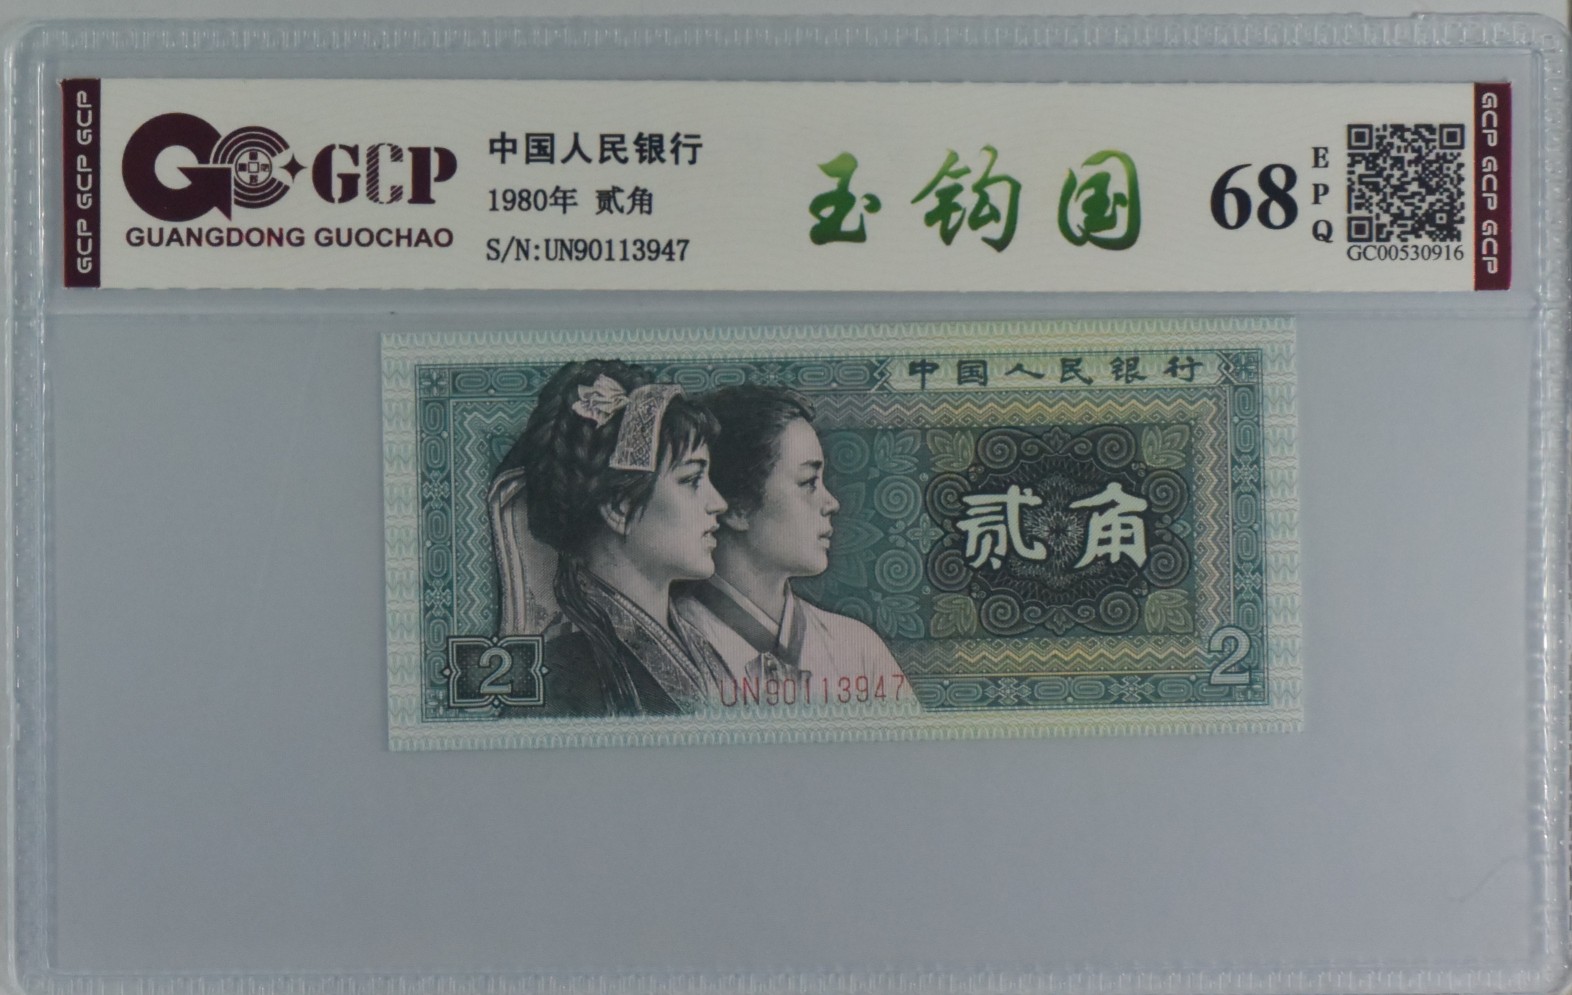 GCP GCP GCP
GCP
GUANGDONG GUOCHAO
中国人民银行
1980年 贰角
S/N:UN90113947
玉钩国
68
EPQ
GC00530916
GCP GCP GCP
中国人民银行
贰角
2
2
UN90113947